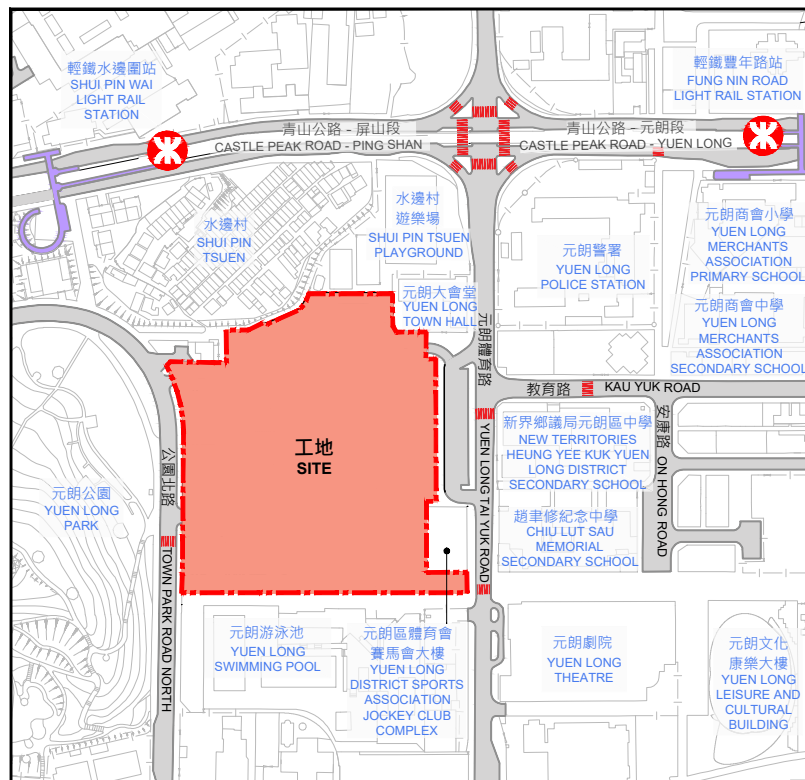 輕鐵水邊圍站
SHUI PIN WAI
LIGHT RAIL
STATION
輕鐵豐年路站
FUNG NIN ROAD
LIGHT RAIL STATION
青山公路 - 屏山段
CASTLE PEAK ROAD - PING SHAN
青山公路 - 元朗段
CASTLE PEAK ROAD - YUEN LONG
水邊村
SHUI PIN
TSUEN
水邊村
遊樂場
SHUI PIN TSUEN
PLAYGROUND
元朗警署
YUEN LONG
POLICE STATION
元朗商會小學
YUEN LONG
MERCHANTS
ASSOCIATION
PRIMARY SCHOOL
元朗大會堂
YUEN LONG
TOWN HALL
元朗商會中學
YUEN LONG
MERCHANTS
ASSOCIATION
SECONDARY SCHOOL
元朗體育路
YUEN LONG TAI YUK ROAD
教育路
KAU YUK ROAD
安康路
ON HONG ROAD
工地
SITE
新界鄉議局元朗區中學
NEW TERRITORIES
HEUNG YEE KUK YUEN
LONG DISTRICT
SECONDARY SCHOOL
公園北路
TOWN PARK ROAD NORTH
元朗公園
YUEN LONG
PARK
趙聿修紀念中學
CHIU LUT SAU
MEMORIAL
SECONDARY SCHOOL
元朗游泳池
YUEN LONG
SWIMMING POOL
元朗區體育會
賽馬會大樓
YUEN LONG
DISTRICT SPORTS
ASSOCIATION
JOCKEY CLUB
COMPLEX
元朗劇院
YUEN LONG
THEATRE
元朗文化
康樂大樓
YUEN LONG
LEISURE AND
CULTURAL
BUILDING